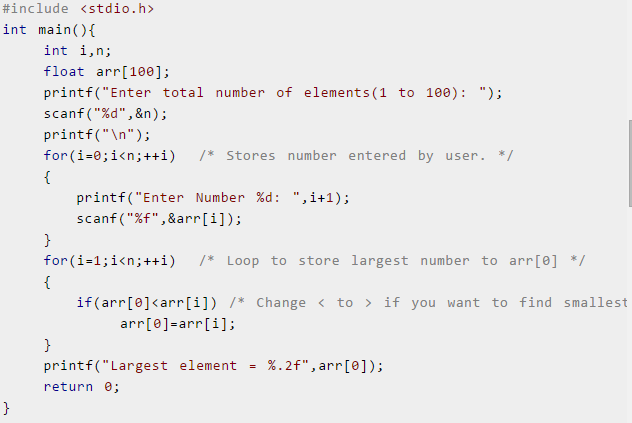 #include <stdio.h>
int main(){
     int i,n;
     float arr[100];
     printf("Enter total number of elements(1 to 100): ");
     scanf("%d",&n);
     printf("\n");
     for(i=0;i<n;++i)  /* Stores number entered by user. */
     {
         printf("Enter Number %d: ",i+1);
         scanf("%f",&arr[i]);
     }
     for(i=1;i<n;++i)  /* Loop to store largest number to arr[0] */
     {
         if(arr[0]<arr[i]) /* Change < to > if you want to find smallest
              arr[0]=arr[i];
     }
     printf("Largest element = %.2f",arr[0]);
     return 0;
}